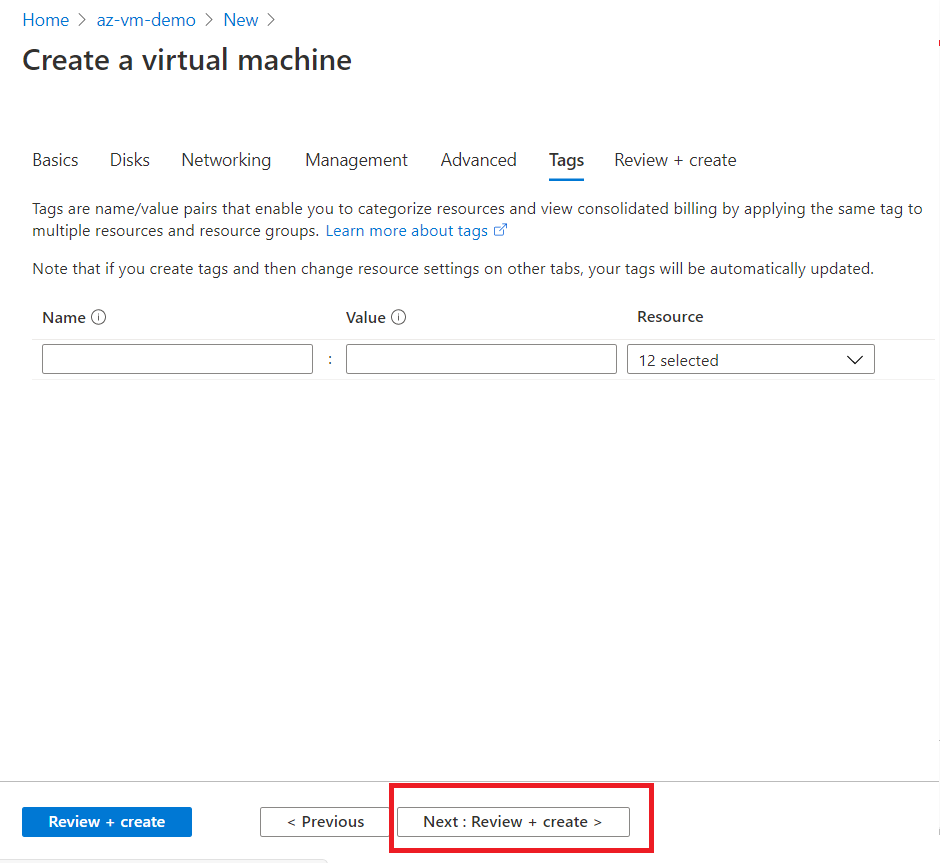 Home > az-vm-demo > New >
Create a virtual machine
Basics Disks Networking Management Advanced Tags Review + create
Tags are name/value pairs that enable you to categorize resources and view consolidated billing by applying the same tag to
multiple resources and resource groups. Learn more about tags
Note that if you create tags and then change resource settings on other tabs, your tags will be automatically updated.
Name Value Resource
: 12 selected
Review + create < Previous Next : Review + create >